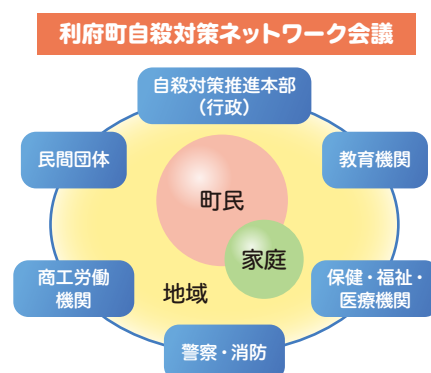 利府町自殺対策ネットワーク会議
自殺対策推進本部
（行政）
民間団体
教育機関
町民
家庭
地域
商工労働
機関
保健・福祉・
医療機関
警察・消防